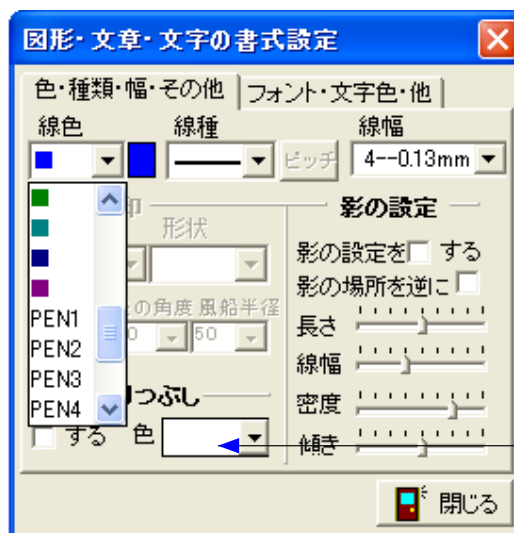 図形・文章・文字の書式設定
色・種類・幅・その他 フォント・文字色・他
線色 線種 線幅
ピッチ 4--0.13mm
印 影の設定
形状
影の設定を する
影の場所を逆に
の角度 風船半径
PEN1
0 50 長さ
PEN2
線幅
PEN3
つぶし 密度
PEN4
する 色 傾き
閉じる